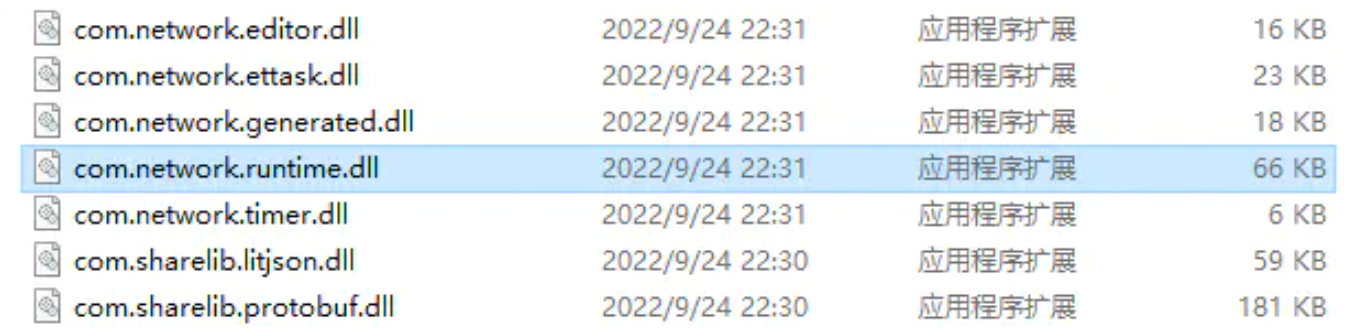 com.network.editor.dll 2022/9/24 22:31 应用程序扩展 16 KB
com.network.ettask.dll 2022/9/24 22:31 应用程序扩展 23 KB
com.network.generated.dll 2022/9/24 22:31 应用程序扩展 18 KB
com.network.runtime.dll 2022/9/24 22:31 应用程序扩展 66 KB
com.network.timer.dll 2022/9/24 22:31 应用程序扩展 6 KB
com.sharelib.litjson.dll 2022/9/24 22:30 应用程序扩展 59 KB
com.sharelib.protobuf.dll 2022/9/24 22:30 应用程序扩展 181 KB